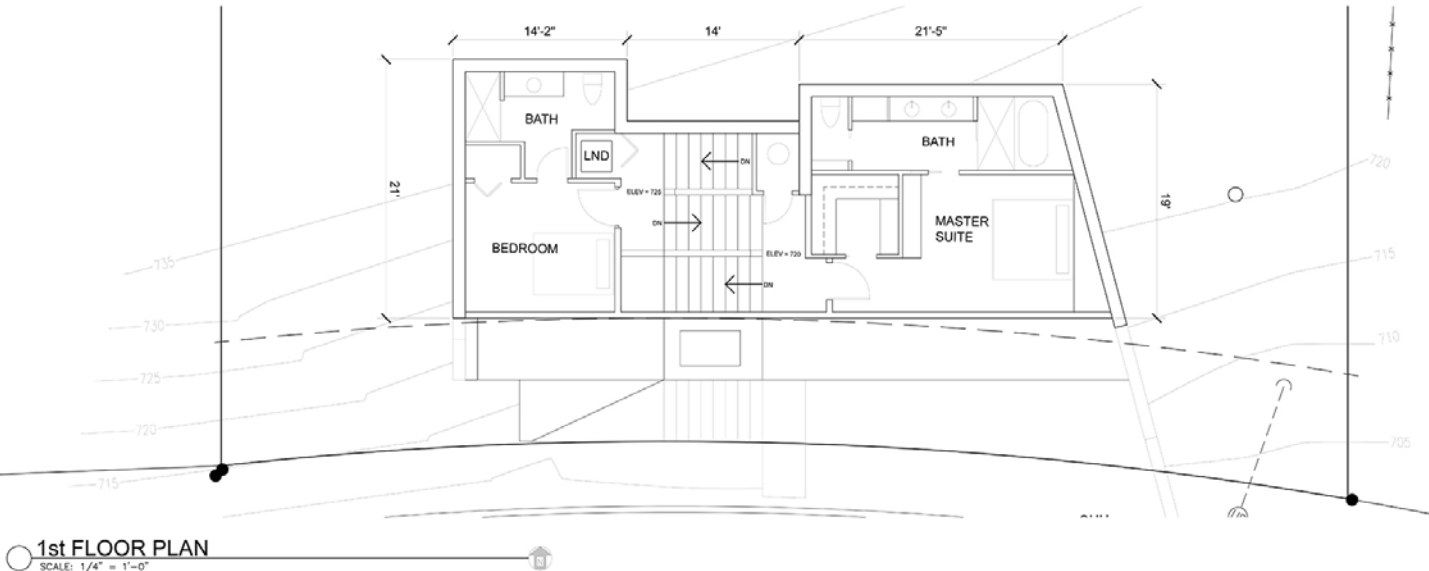 14'-2"
14'
21'-5"
BATH
LND
BATH
DN
ELEV = 725
21'
19'
DN
MASTER
SUITE
BEDROOM
ELEV = 720
DN
720
735
715
730
710
725
720
705
715
1st FLOOR PLAN
SCALE: 1/4" = 1'-0"
N